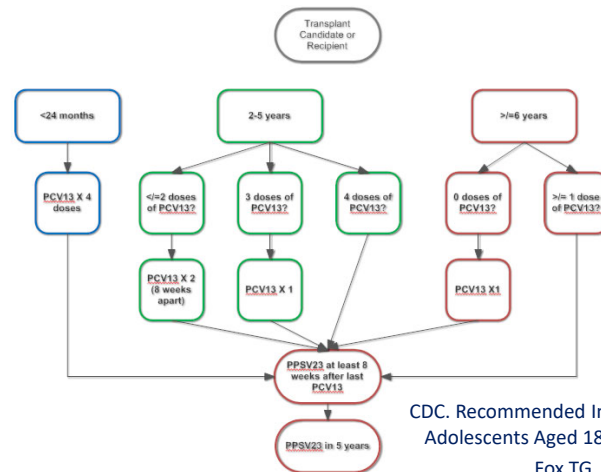 Transplant
Candidate or
Recipient
<24 months
2-5 years
>/=6 years
PCV13 X 4
doses
</=2 doses
of PCV13?
3 doses of
PCV13?
4 doses of
PCV13?
0 doses of
PCV13?
>/= 1 dose
of PCV13?
PCV13 X 2
(8 weeks
apart)
PCV13 X 1
PCV13 X1
PPSV23 at least 8
weeks after last
PCV13
PPSV23 in 5 years
CDC. Recommended In
Adolescents Aged 18
Fox TG